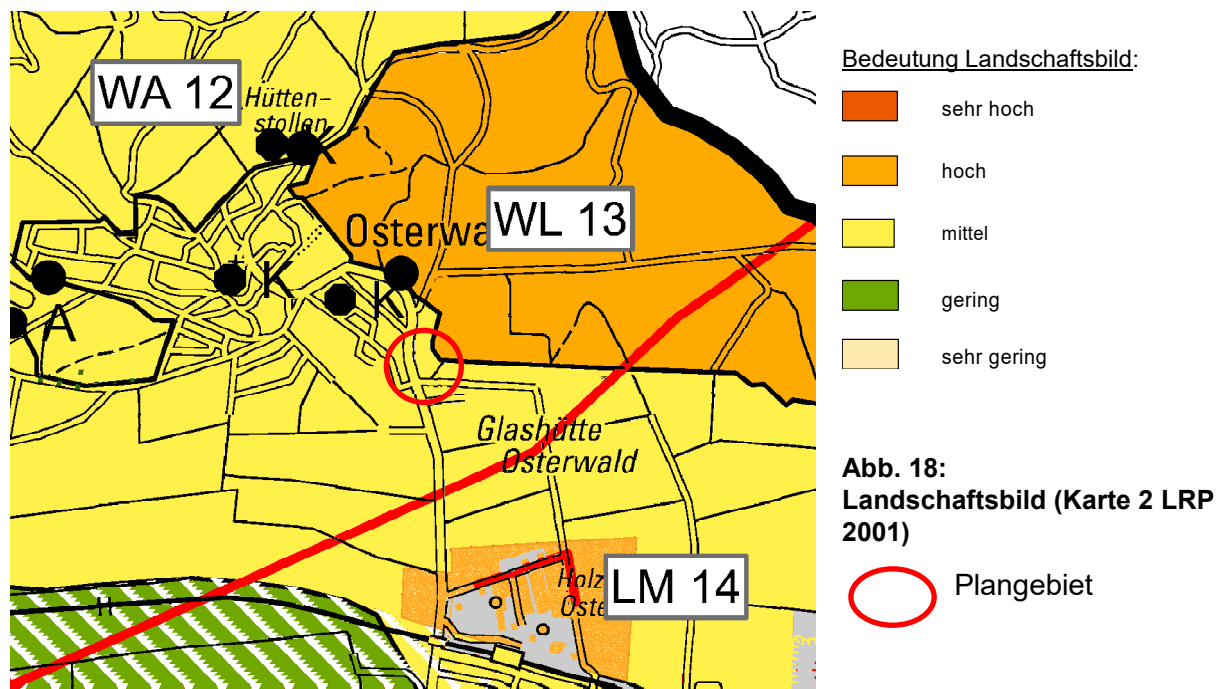 WA 12
Hütten-
stollen
K
WL 13
Osterwa
K
K
A
Glashütte
Osterwald
Holz
Oste
LM 14
H
Bedeutung Landschaftsbild:
sehr hoch
hoch
mittel
gering
sehr gering
Abb. 18:
Landschaftsbild (Karte 2 LRP
2001)
Plangebiet